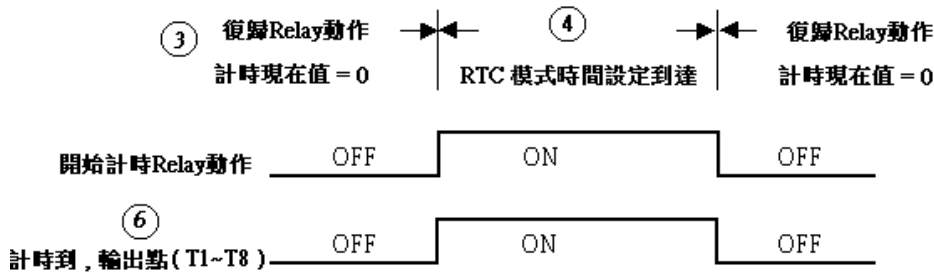 ③ 復歸Relay動作 ④ 復歸Relay動作
計時現在值 = 0 RTC 模式時間設定到達 計時現在值 = 0
開始計時Relay動作 OFF ON OFF
⑥
計時到 , 輸出點 ( T1~T8 ) OFF ON OFF